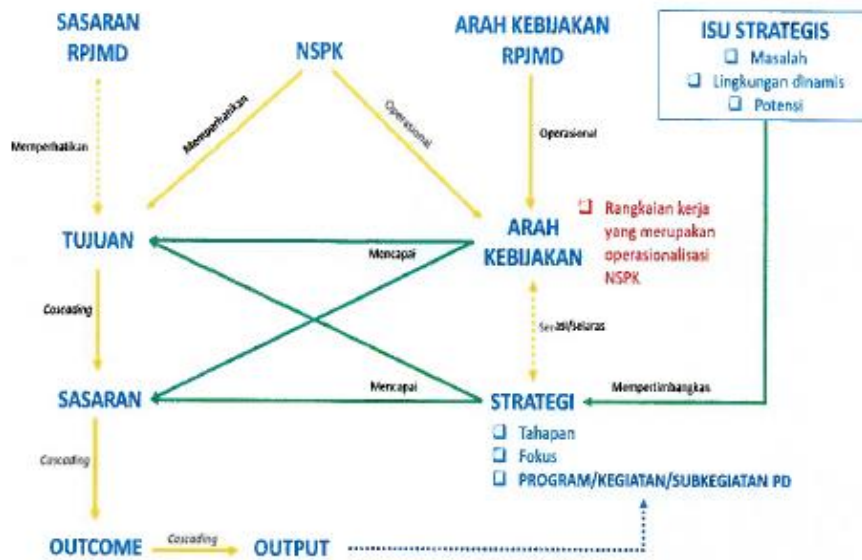 SASARAN
RPJMD
NSPK
ARAH KEBIJAKAN
RPJMD
ISU STRATEGIS
Masalah
Lingkungan dinamis
Potensi
Memperhatikan
Memperhatikan
Operasional
Operasional
TUJUAN
ARAH
KEBIJAKAN
Rangkaian kerja
yang merupakan
operasionalisasi
NSPK
Mencapai
Cascading
Serasi/Selaras
SASARAN
Mencapai
STRATEGI
Mempertimbangkan
Tahapan
Fokus
PROGRAM/KEGIATAN/SUBKEGIATAN PD
Cascading
OUTCOME
Cascading
OUTPUT